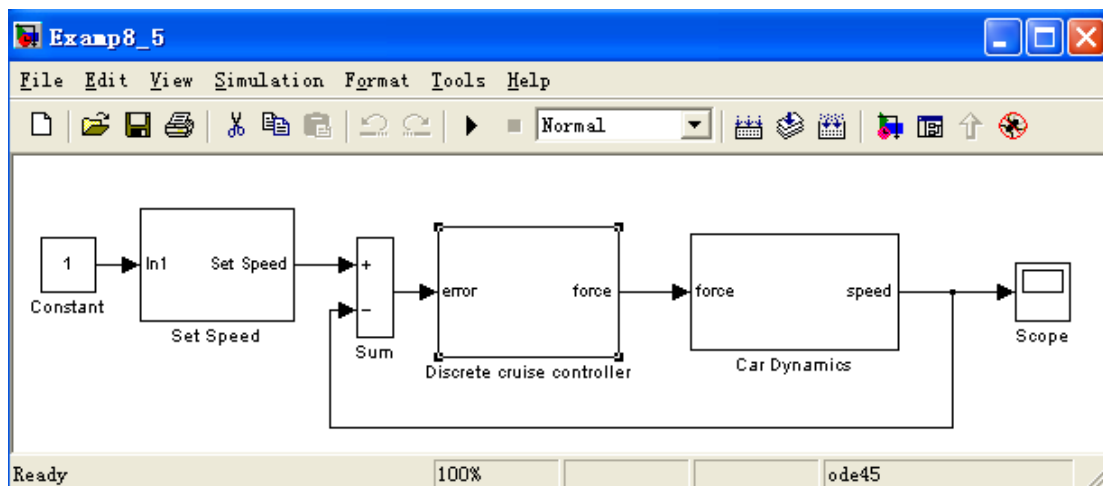 Examp8_5
File Edit View Simulation Format Tools Help
Normal
1
Constant
In1 Set Speed
Set Speed
+
−
Sum
error force
Discrete cruise controller
force speed
Car Dynamics
Scope
Ready 100% ode45